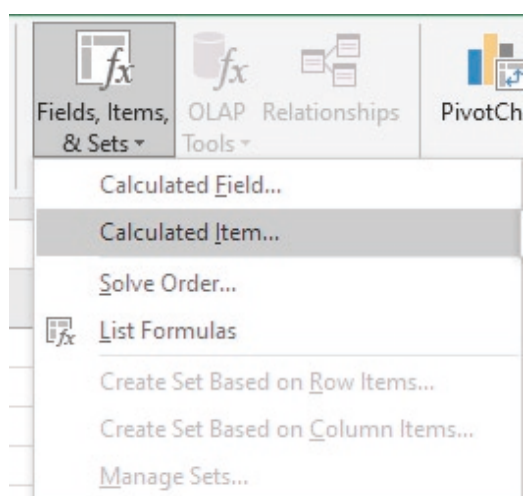 Fields, Items, OLAP Relationships PivotCh
& Sets Tools
Calculated Field...
Calculated Item...
Solve Order...
List Formulas
Create Set Based on Row Items...
Create Set Based on Column Items...
Manage Sets...